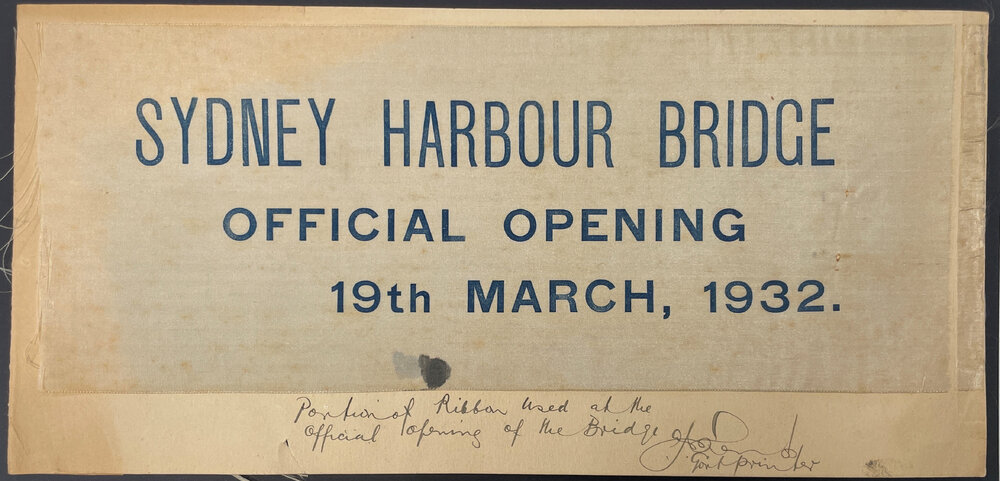 SYDNEY HARBOUR BRIDGE
OFFICIAL OPENING
19th MARCH, 1932.
Portion of Ribbon Used at the
Official opening of the Bridge
Govt Printer